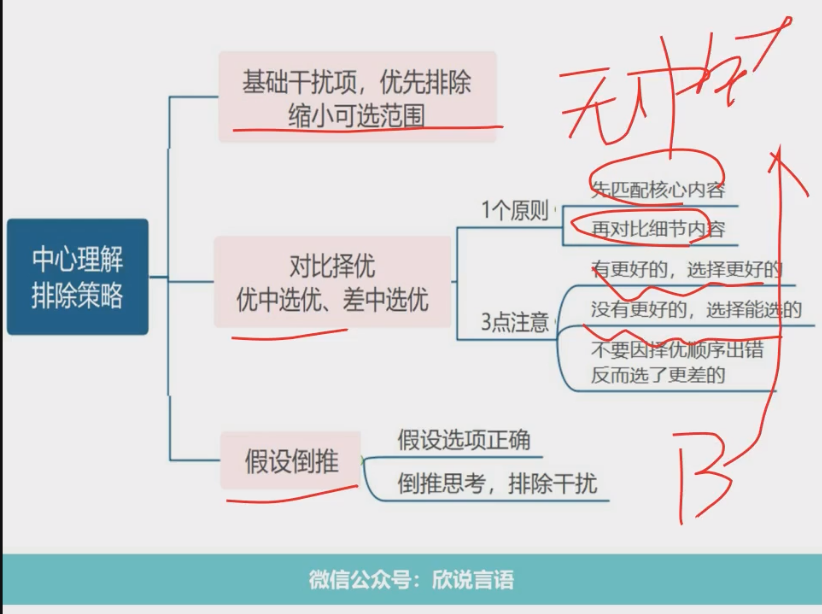 基础干扰项，优先排除
缩小可选范围
中心理解
排除策略
对比择优
优中选优、差中选优
1个原则
先匹配核心内容
再对比细节内容
3点注意
有更好的，选择更好的
没有更好的，选择能选的
不要因择优顺序出错
反而选了更差的
假设倒推
假设选项正确
倒推思考，排除干扰
B
微信公众号：欣说言语